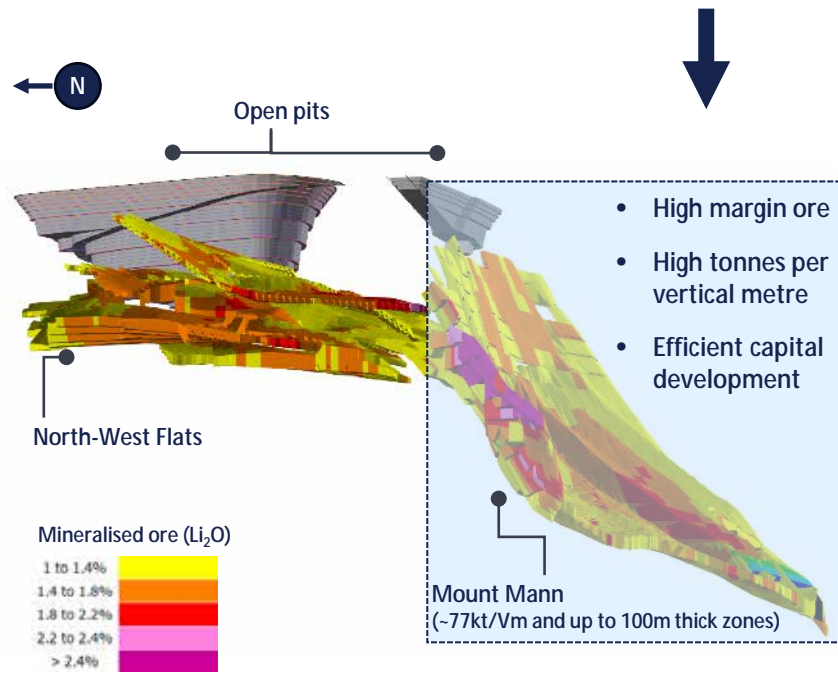 N
Open pits
• High margin ore
• High tonnes per
vertical metre
• Efficient capital
development
North-West Flats
Mineralised ore (Li₂O)
1 to 1.4%
1.4 to 1.8%
1.8 to 2.2%
2.2 to 2.4%
> 2.4%
Mount Mann
(~77kt/Vm and up to 100m thick zones)